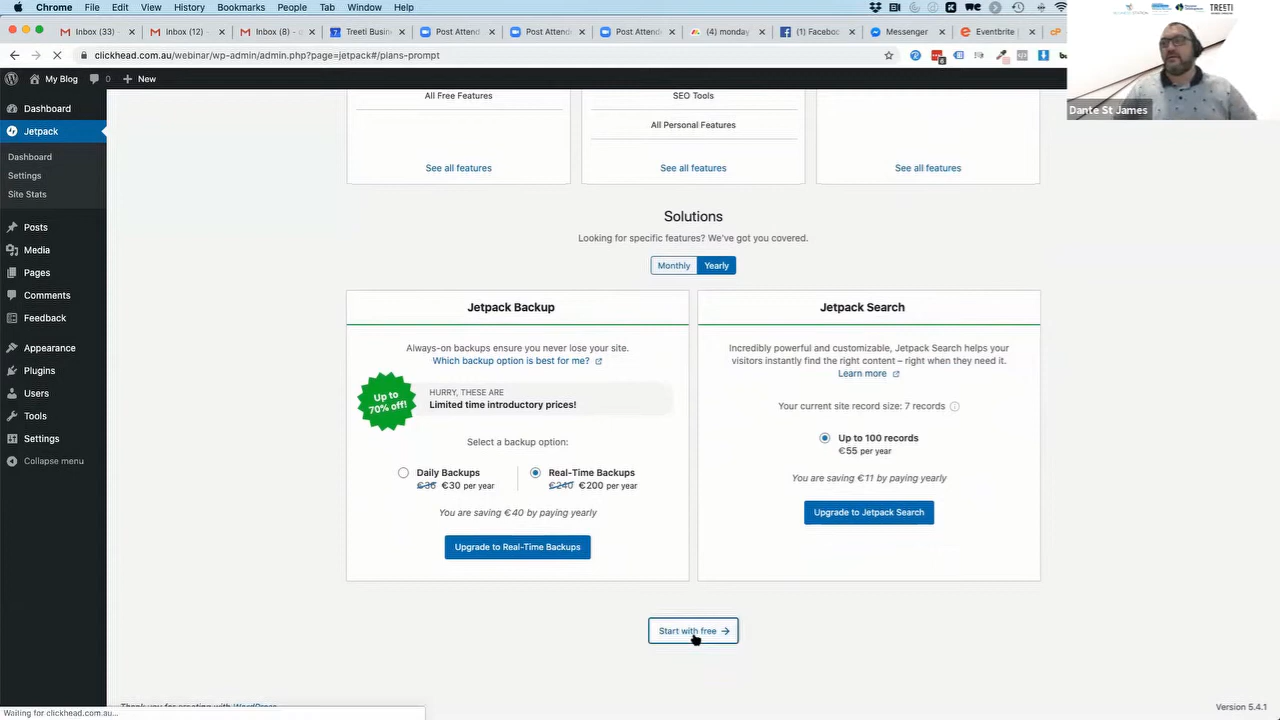 Chrome File Edit View History Bookmarks People Tab Window Help
Inbox (33) Inbox (12) Inbox (8) Treeti Busin Post Attend Post Attend Post Attend (4) monday (1) Facebook Messenger Eventbrite
clickhead.com.au/webinar/wp-admin/admin.php?page=jetpack#/plans-prompt
TREETI
My Blog 0 New
Dante St James
Dashboard
Jetpack
Dashboard
Settings
Site Stats
Posts
Media
Pages
Comments
Feedback
Appearance
Plugins
Users
Tools
Settings
Collapse menu
All Free Features
See all features
SEO Tools
All Personal Features
See all features
See all features
Solutions
Looking for specific features? We've got you covered.
Monthly Yearly
Jetpack Backup
Always-on backups ensure you never lose your site.
Which backup option is best for me?
Up to
70% off!
HURRY, THESE ARE
Limited time introductory prices!
Select a backup option:
Daily Backups
€36 €30 per year
Real-Time Backups
€240 €200 per year
You are saving €40 by paying yearly
Upgrade to Real-Time Backups
Jetpack Search
Incredibly powerful and customizable, Jetpack Search helps your
visitors instantly find the right content – right when they need it.
Learn more
Your current site record size: 7 records
Up to 100 records
€55 per year
You are saving €11 by paying yearly
Upgrade to Jetpack Search
Start with free →
Thank you for creating with WordPress.
Version 5.4.1
Waiting for clickhead.com.au...